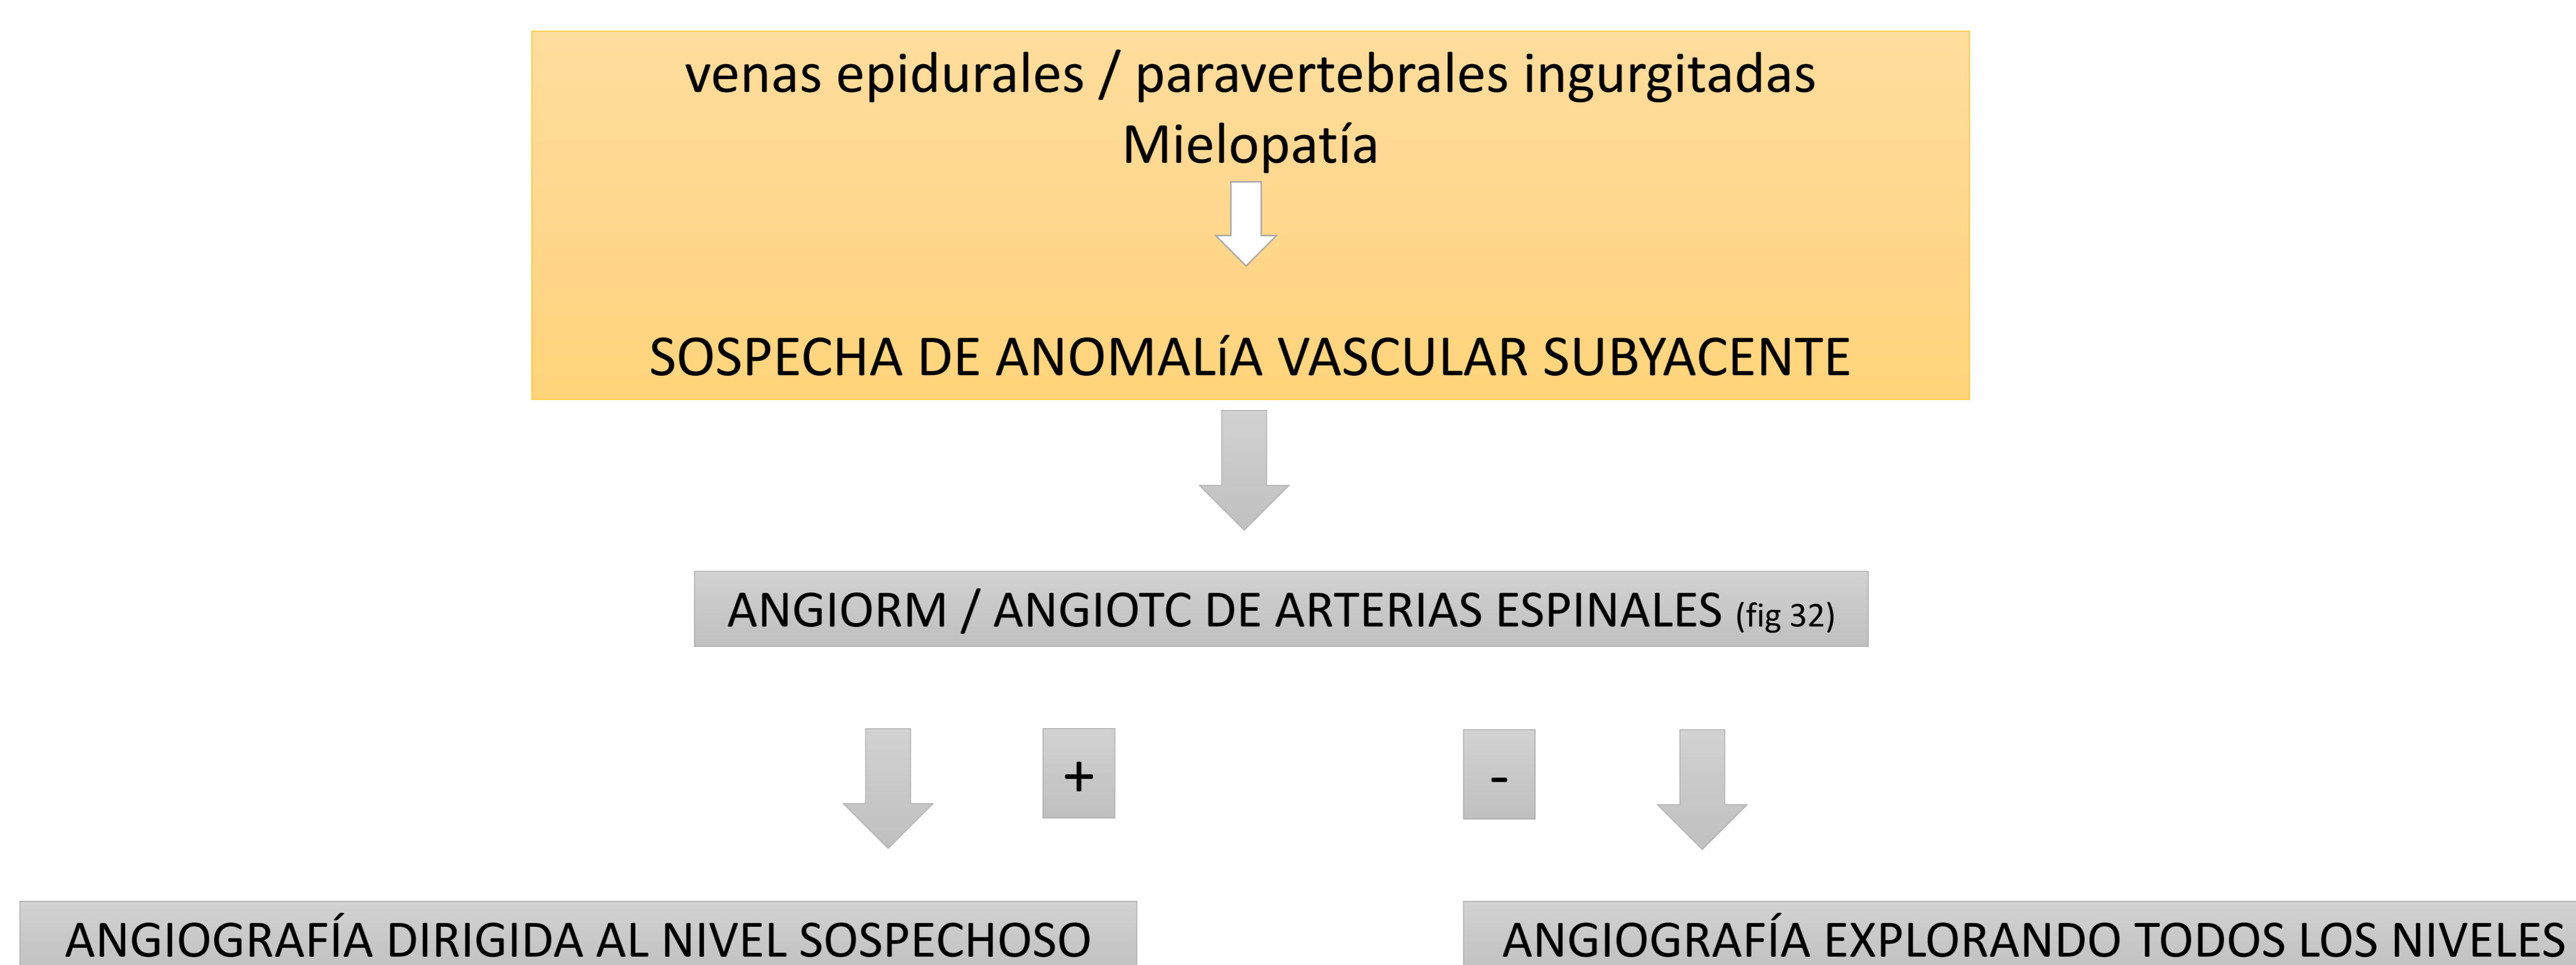 venas epidurales / paravertebrales ingurgitadas
Mielopatía
SOSPECHA DE ANOMALíA VASCULAR SUBYACENTE
ANGIORM / ANGIOTC DE ARTERIAS ESPINALES (fig 32)
+
-
ANGIOGRAFÍA DIRIGIDA AL NIVEL SOSPECHOSO
ANGIOGRAFÍA EXPLORANDO TODOS LOS NIVELES